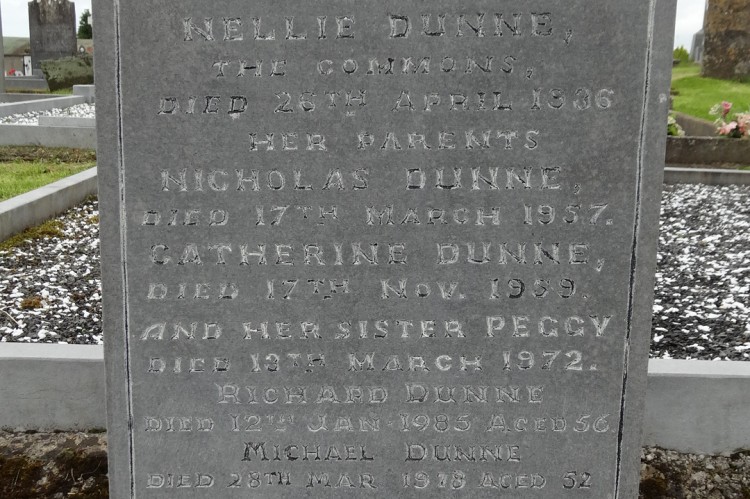 NELLIE DUNNE,
THE COMMONS,
DIED 26TH APRIL 1936
HER PARENTS
NICHOLAS DUNNE,
DIED 17TH MARCH 1957.
CATHERINE DUNNE,
DIED 17TH NOV. 1959.
AND HER SISTER PEGGY
DIED 13TH MARCH 1972.
RICHARD DUNNE
DIED 12TH JAN 1985 AGED 56.
MICHAEL DUNNE
DIED 28TH MAR 1978 AGED 52